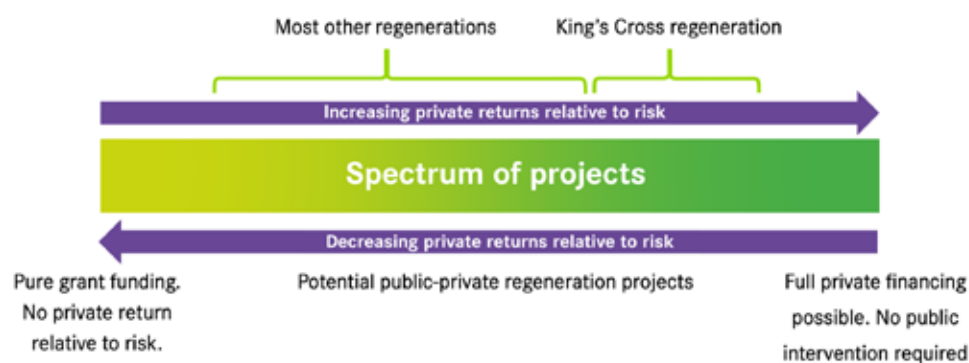 Most other regenerations
King's Cross regeneration
Increasing private returns relative to risk
Spectrum of projects
Decreasing private returns relative to risk
Pure grant funding.
No private return
relative to risk.
Potential public-private regeneration projects
Full private financing
possible. No public
intervention required